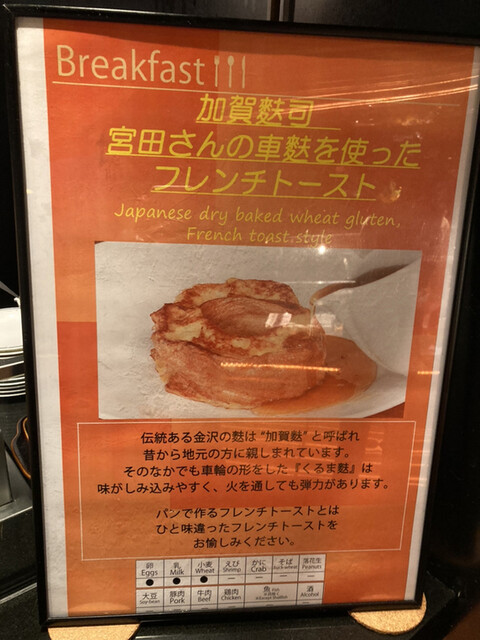 Breakfast
加賀麩司
宮田さんの車麩を使った
フレンチトースト
Japanese dry baked wheat gluten,
French toast style
伝統ある金沢の麩は “加賀麩” と呼ばれ
昔から地元の方に親しまれています。
そのなかでも車輪の形をした『くるま麩』は
味がしみ込みやすく、火を通しても弾力があります。
パンで作るフレンチトーストとは
ひと味違ったフレンチトーストを
お愉しみください。
卵 乳 小麦 えび かに そば 落花生
Eggs Milk Wheat Shrimp Crab Buckwheat Peanuts
● ● ● － － － －
大豆 豚肉 牛肉 鶏肉 魚 酒
Soybean Pork Beef Chicken Fish Alcohol